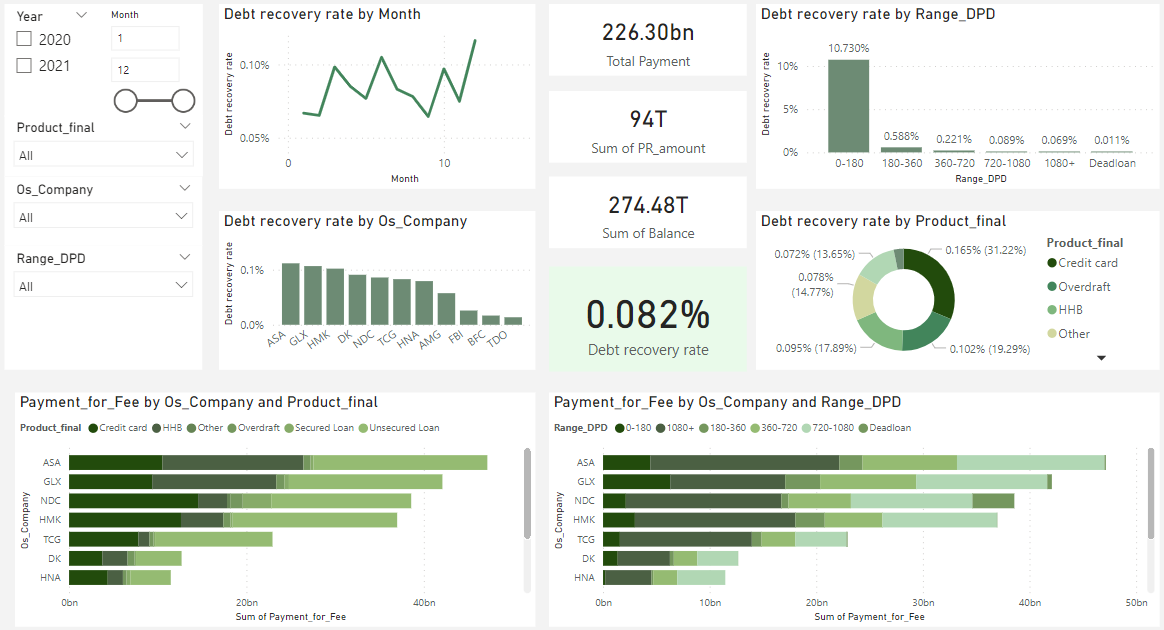 Year
2020
2021
Month
1
12
Product_final
All
Os_Company
All
Range_DPD
All
Debt recovery rate by Month
Debt recovery rate
0.10%
0.05%
0
10
Month
Debt recovery rate by Os_Company
Debt recovery rate
0.1%
0.0%
ASA
GLX
HMK
DK
NDC
TCG
HNA
AMG
FBI
BFC
TDO
226.30bn
Total Payment
94T
Sum of PR_amount
274.48T
Sum of Balance
0.082%
Debt recovery rate
Debt recovery rate by Range_DPD
Debt recovery rate
10%
5%
0%
10.730%
0.588%
0.221%
0.089%
0.069%
0.011%
0-180
180-360
360-720
720-1080
1080+
Deadloan
Range_DPD
Debt recovery rate by Product_final
0.165% (31.22%)
0.102% (19.29%)
0.095% (17.89%)
0.078%
(14.77%)
0.072% (13.65%)
Product_final
Credit card
Overdraft
HHB
Other
Payment_for_Fee by Os_Company and Product_final
Product_final Credit card HHB Other Overdraft Secured Loan Unsecured Loan
Os_Company
ASA
GLX
NDC
HMK
TCG
DK
HNA
0bn
20bn
40bn
Sum of Payment_for_Fee
Payment_for_Fee by Os_Company and Range_DPD
Range_DPD 0-180 1080+ 180-360 360-720 720-1080 Deadloan
Os_Company
ASA
GLX
NDC
HMK
TCG
DK
HNA
0bn
10bn
20bn
30bn
40bn
50bn
Sum of Payment_for_Fee